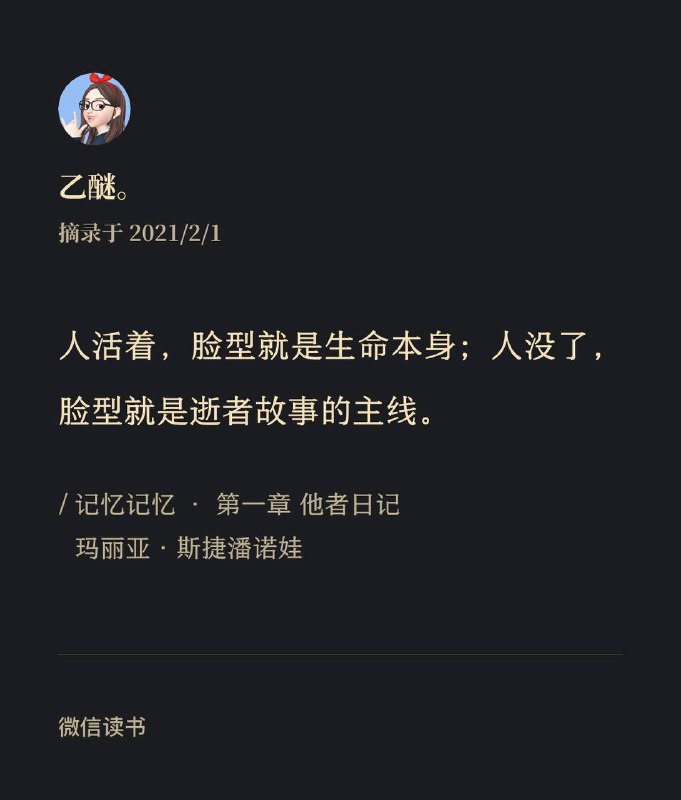 乙醚。
摘录于 2021/2/1
人活着，脸型就是生命本身；人没了，
脸型就是逝者故事的主线。
/ 记忆记忆 · 第一章 他者日记
玛丽亚·斯捷潘诺娃
微信读书